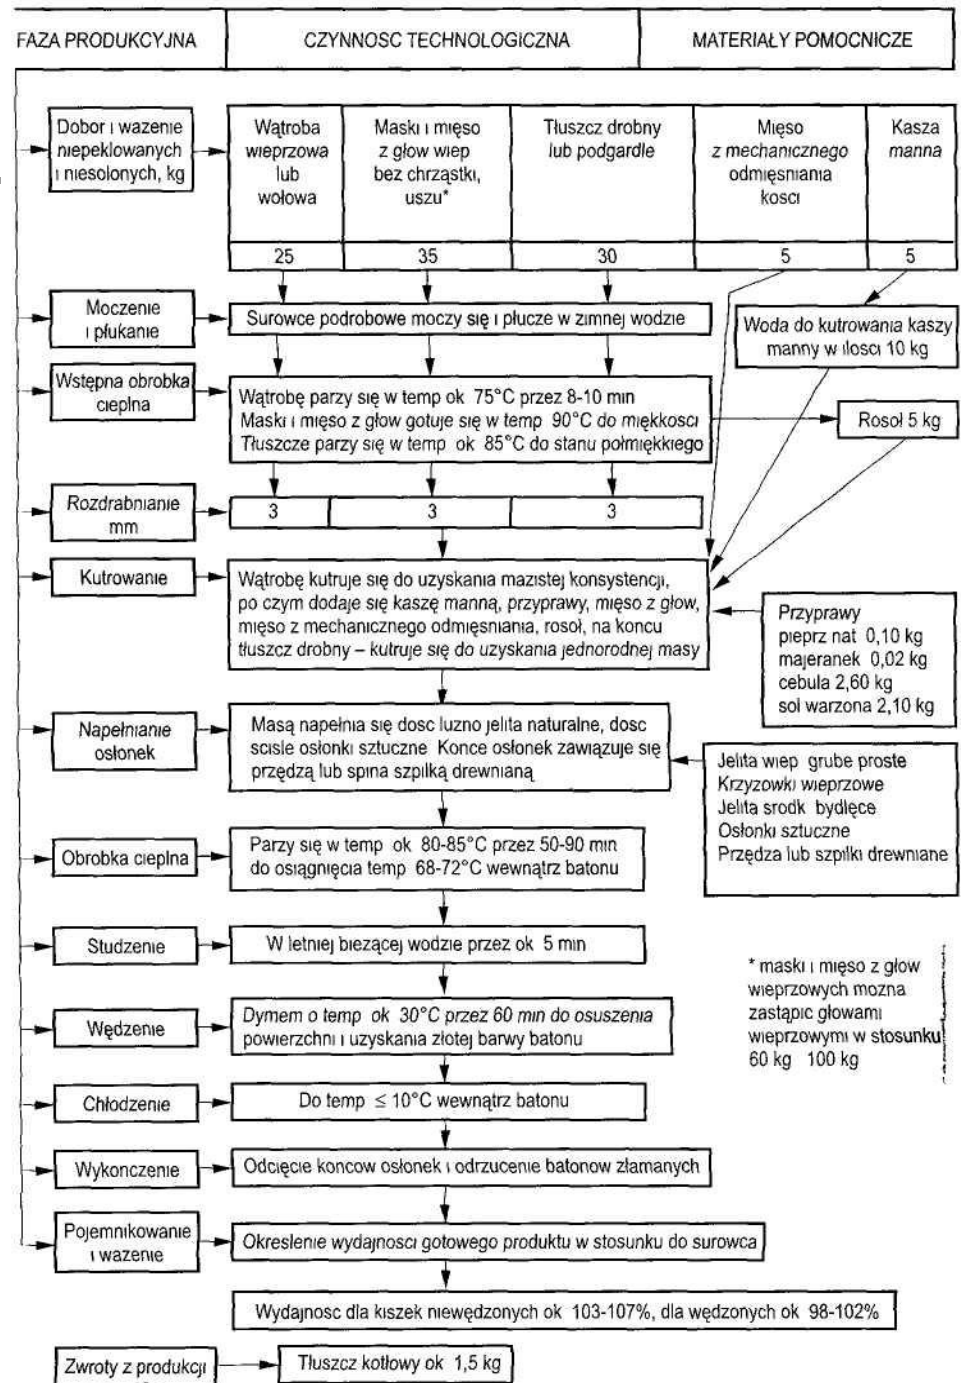 FAZA PRODUKCYJNA
CZYNNOSC TECHNOLOGICZNA
MATERIAŁY POMOCNICZE
Dobor i wazenie
niepeklowanych
i niesolonych, kg
Wątroba
wieprzowa
lub
wołowa
Maski i mięso
z głow wiep
bez chrząstki,
uszu*
Tłuszcz drobny
lub podgardle
Mięso
z mechanicznego
odmięsniania
kosci
Kasza
manna
25
35
30
5
5
Moczenie
i płukanie
Surowce podrobowe moczy się i płucze w zimnej wodzie
Woda do kutrowania kaszy
manny w ilosci 10 kg
Wstępna obrobka
cieplna
Wątrobę parzy się w temp ok 75°C przez 8-10 min
Maski i mięso z głow gotuje się w temp 90°C do miękkosci
Tłuszcze parzy się w temp ok 85°C do stanu połmiękkiego
Rosoł 5 kg
Rozdrabnianie
mm
3
3
3
Kutrowanie
Wątrobę kutruje się do uzyskania mazistej konsystencji,
po czym dodaje się kaszę manną, przyprawy, mięso z głow,
mięso z mechanicznego odmięsniania, rosoł, na koncu
tłuszcz drobny – kutruje się do uzyskania jednorodnej masy
Przyprawy
pieprz nat 0,10 kg
majeranek 0,02 kg
cebula 2,60 kg
sol warzona 2,10 kg
Napełnianie
osłonek
Masą napełnia się dosc luzno jelita naturalne, dosc
scisle osłonki sztuczne Konce osłonek zawiązuje się
przędzą lub spina szpilką drewnianą
Jelita wiep grube proste
Krzyzowki wieprzowe
Jelita srodk bydlęce
Osłonki sztuczne
Przędza lub szpilki drewniane
Obrobka cieplna
Parzy się w temp ok 80-85°C przez 50-90 min
do osiągnięcia temp 68-72°C wewnątrz batonu
Studzenie
W letniej biezącej wodzie przez ok 5 min
* maski i mięso z głow
wieprzowych mozna
zastąpic głowami
wieprzowymi w stosunku
60 kg 100 kg
Wędzenie
Dymem o temp ok 30°C przez 60 min do osuszenia
powierzchni i uzyskania złotej barwy batonu
Chłodzenie
Do temp ≤ 10°C wewnątrz batonu
Wykonczenie
Odcięcie koncow osłonek i odrzucenie batonow złamanych
Pojemnikowanie
i wazenie
Okreslenie wydajnosci gotowego produktu w stosunku do surowca
Wydajnosc dla kiszek niewędzonych ok 103-107%, dla wędzonych ok 98-102%
Zwroty z produkcji
Tłuszcz kotłowy ok 1,5 kg